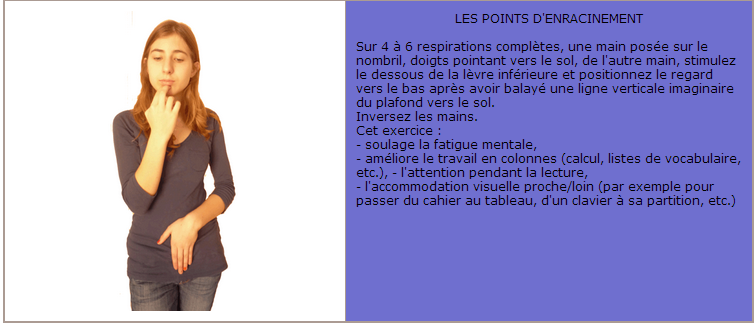 LES POINTS D'ENRACINEMENT
Sur 4 à 6 respirations complètes, une main posée sur le
nombril, doigts pointant vers le sol, de l'autre main, stimulez
le dessous de la lèvre inférieure et positionnez le regard
vers le bas après avoir balayé une ligne verticale imaginaire
du plafond vers le sol.
Inversez les mains.
Cet exercice :
- soulage la fatigue mentale,
- améliore le travail en colonnes (calcul, listes de vocabulaire,
etc.), - l'attention pendant la lecture,
- l'accommodation visuelle proche/loin (par exemple pour
passer du cahier au tableau, d'un clavier à sa partition, etc.)